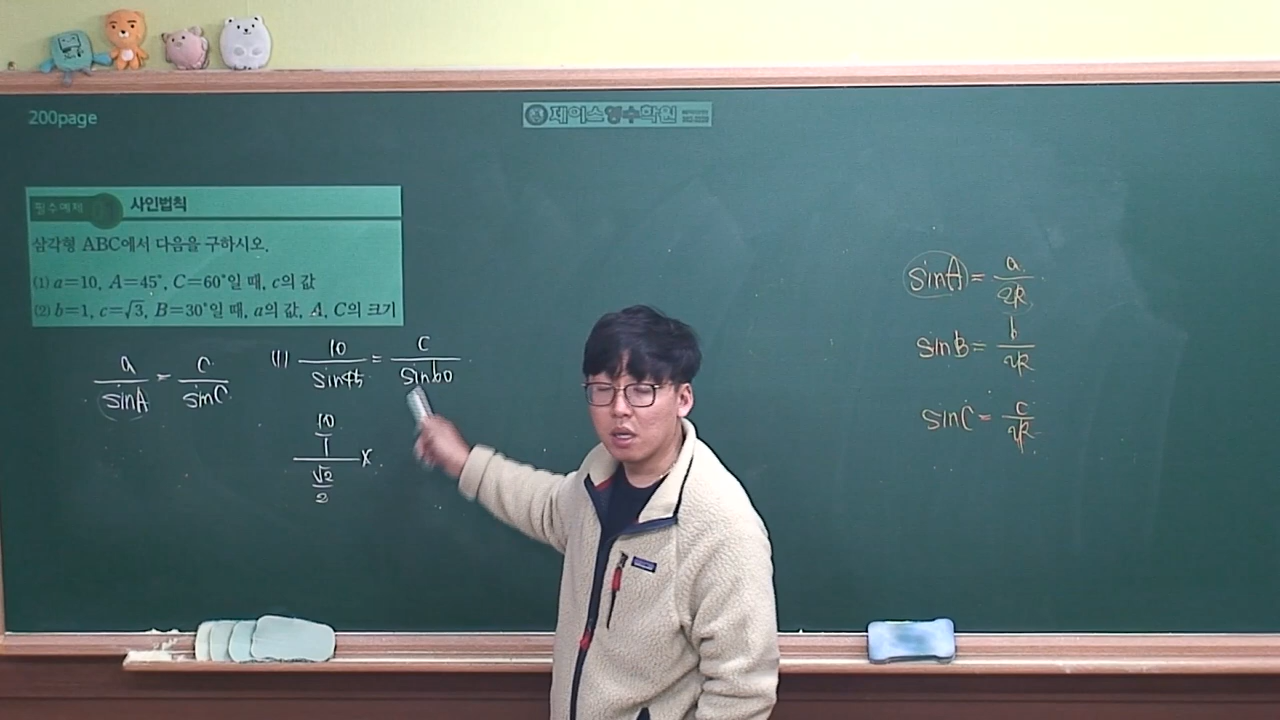 200page
제이스영수학원
필수예제 사인법칙
삼각형 ABC에서 다음을 구하시오.
(1) a=10, A=45°, C=60°일 때, c의 값
(2) b=1, c=√3, B=30°일 때, a의 값, A, C의 크기
a/sinA = c/sinC
(1) 10/sin45 = c/sin60
(10/1)/(√2/2) ×
sinA = a/2R
sinB = b/2R
sinC = c/2R